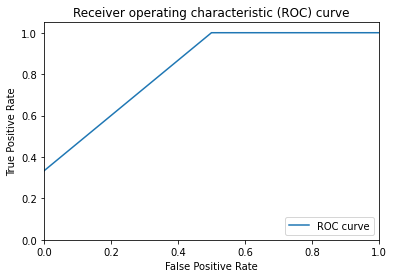 Receiver operating characteristic (ROC) curve
True Positive Rate
1.0
0.8
0.6
0.4
0.2
0.0
ROC curve
0.0 0.2 0.4 0.6 0.8 1.0
False Positive Rate